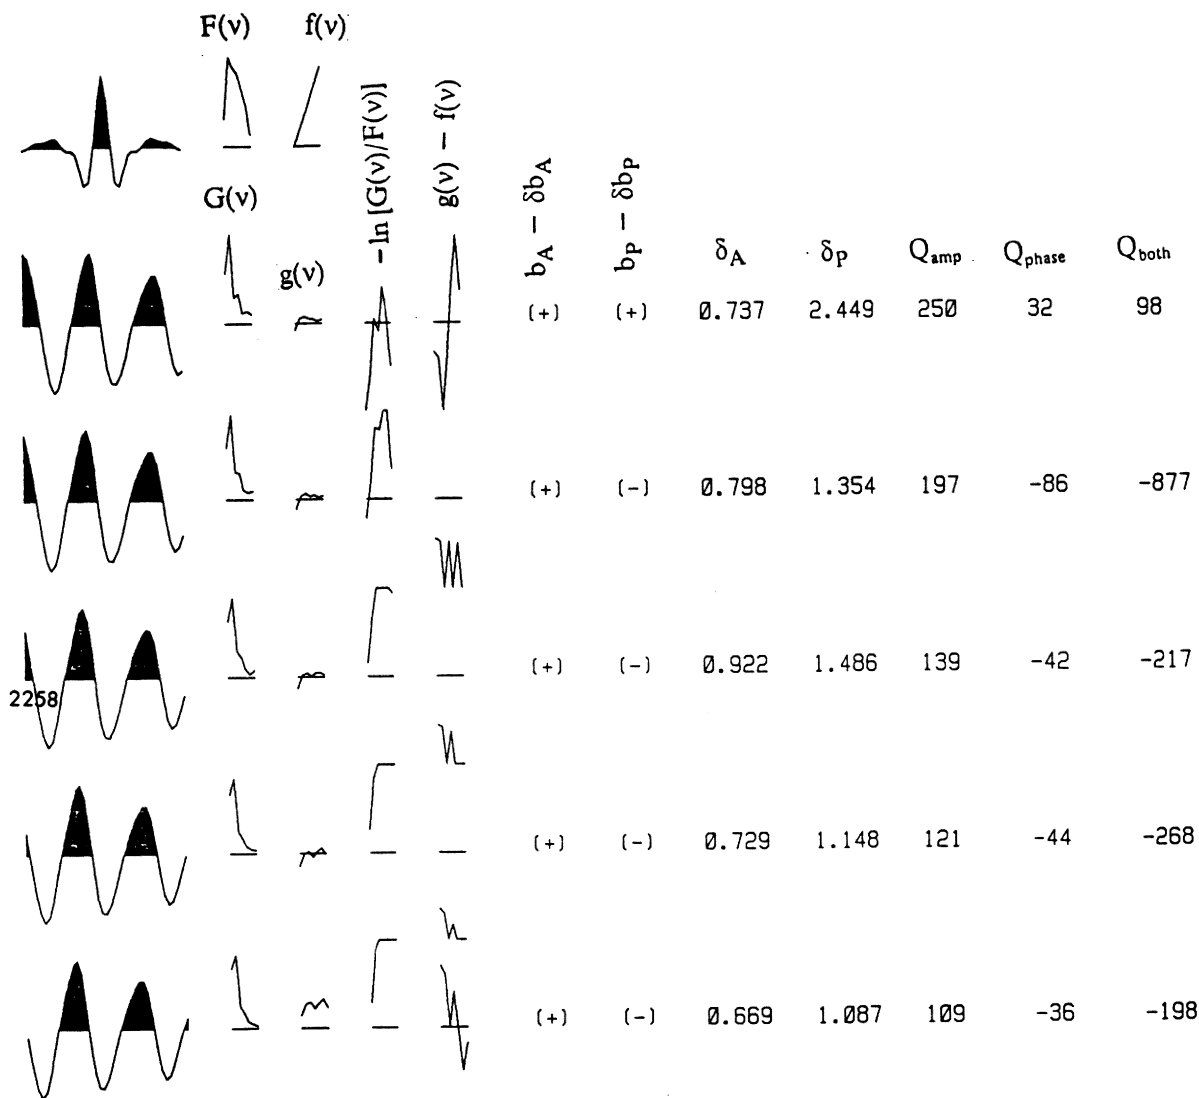 F(ν) f(ν)
-ln [G(ν)/F(ν)]
g(ν) − f(ν)
b_A − δb_A
b_P − δb_P
G(ν)
g(ν)
δ_A δ_P Q_amp Q_phase Q_both
(+) (+) 0.737 2.449 250 32 98
(+) (-) 0.798 1.354 197 -86 -877
(+) (-) 0.922 1.486 139 -42 -217
2258
(+) (-) 0.729 1.148 121 -44 -268
(+) (-) 0.669 1.087 109 -36 -198